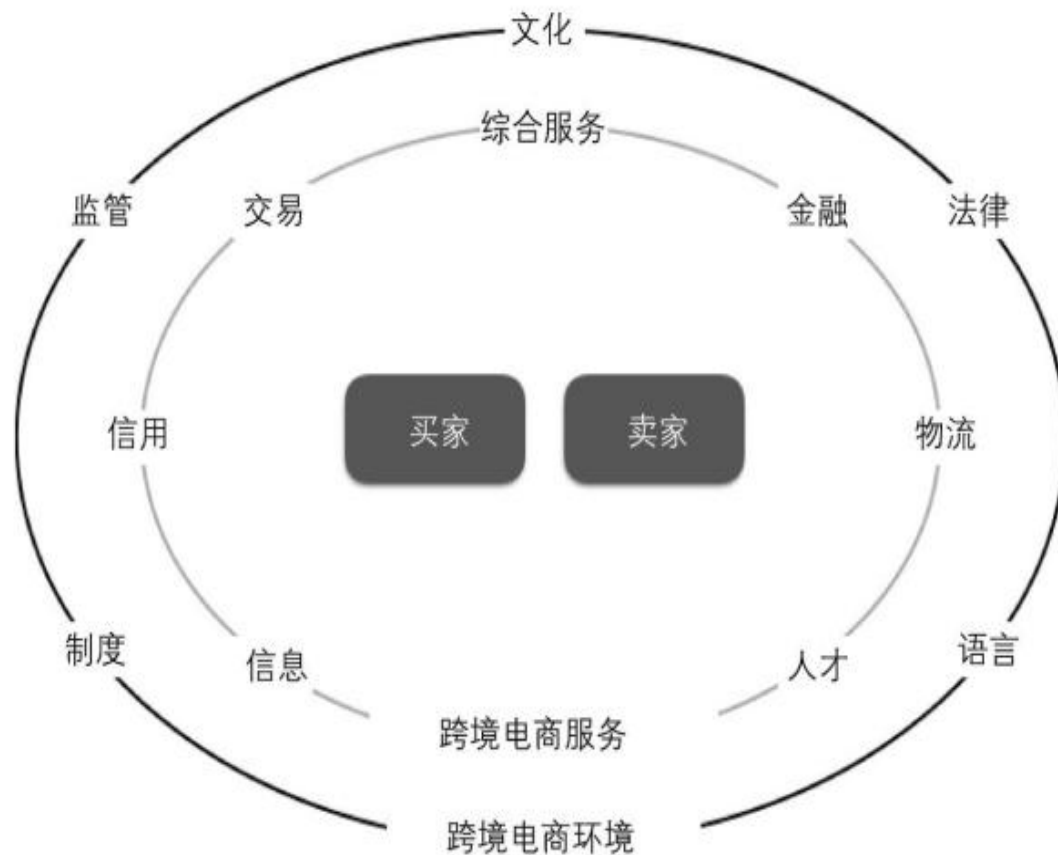 文化
综合服务
监管
交易
金融
法律
信用
买家
卖家
物流
制度
信息
人才
语言
跨境电商服务
跨境电商环境